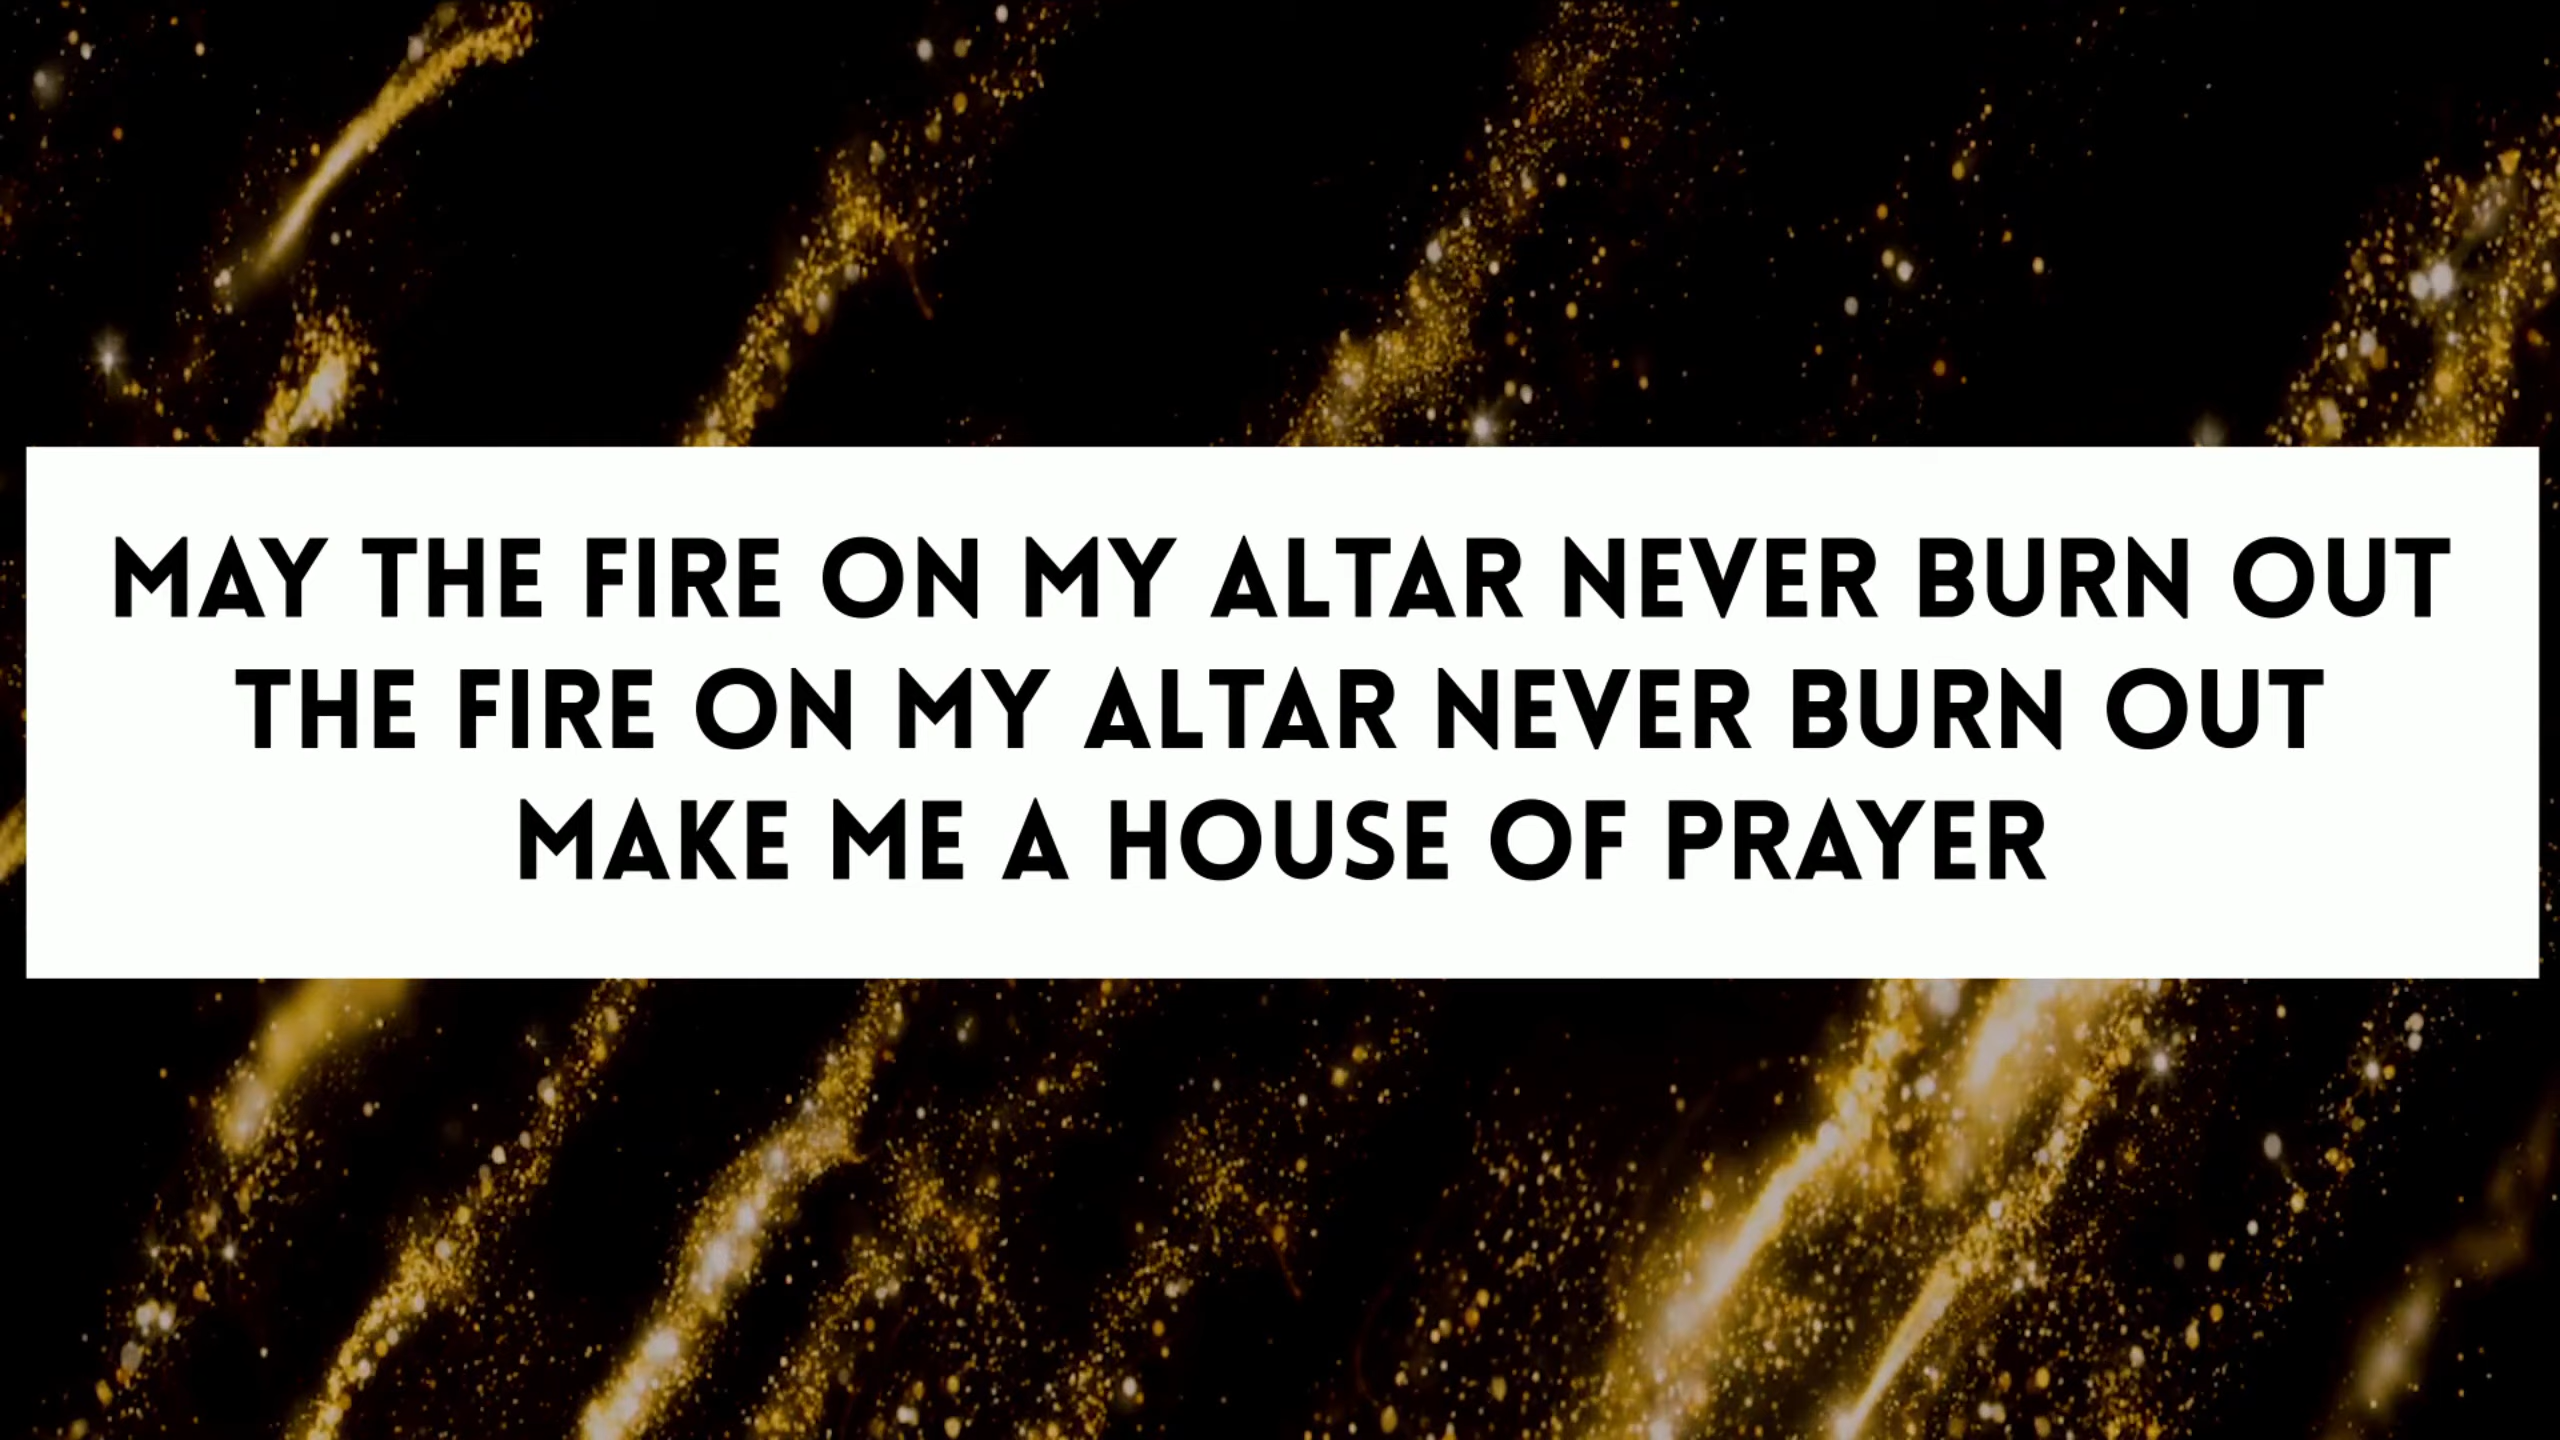 MAY THE FIRE ON MY ALTAR NEVER BURN OUT
THE FIRE ON MY ALTAR NEVER BURN OUT
MAKE ME A HOUSE OF PRAYER